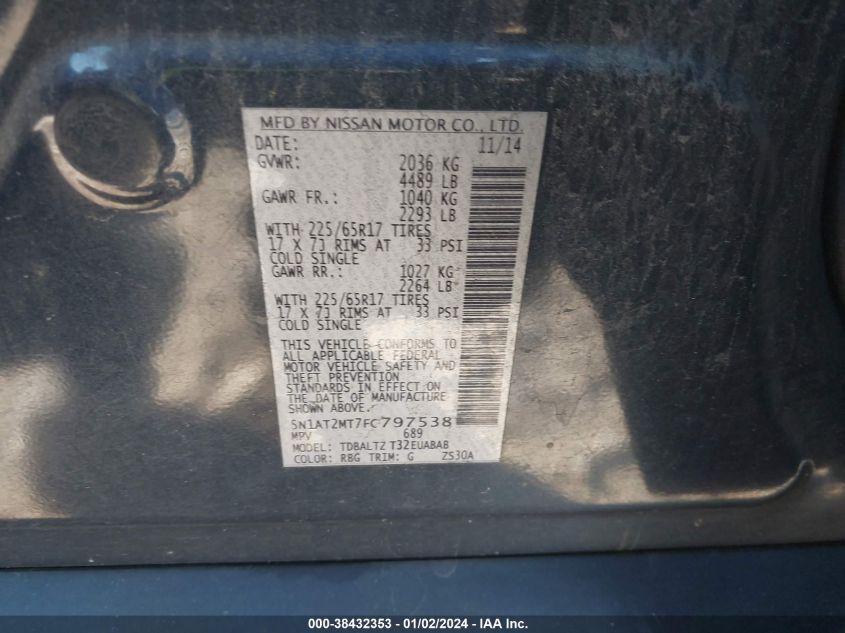 MFD BY NISSAN MOTOR CO., LTD.
DATE: 11/14
GVWR: 2036 KG
4489 LB
GAWR FR.: 1040 KG
2293 LB
WITH 225/65R17 TIRES
17 X 7J RIMS AT 33 PSI
COLD SINGLE
GAWR RR.: 1027 KG
2264 LB
WITH 225/65R17 TIRES
17 X 7J RIMS AT 33 PSI
COLD SINGLE
THIS VEHICLE CONFORMS TO
ALL APPLICABLE FEDERAL
MOTOR VEHICLE SAFETY AND
THEFT PREVENTION
STANDARDS IN EFFECT ON
THE DATE OF MANUFACTURE
SHOWN ABOVE.
5N1AT2MT7FC797538
MPV 689
MODEL: TDBALTZ T32EUABAB
COLOR: RBG TRIM: G ZS30A
000-38432353 - 01/02/2024 - IAA Inc.